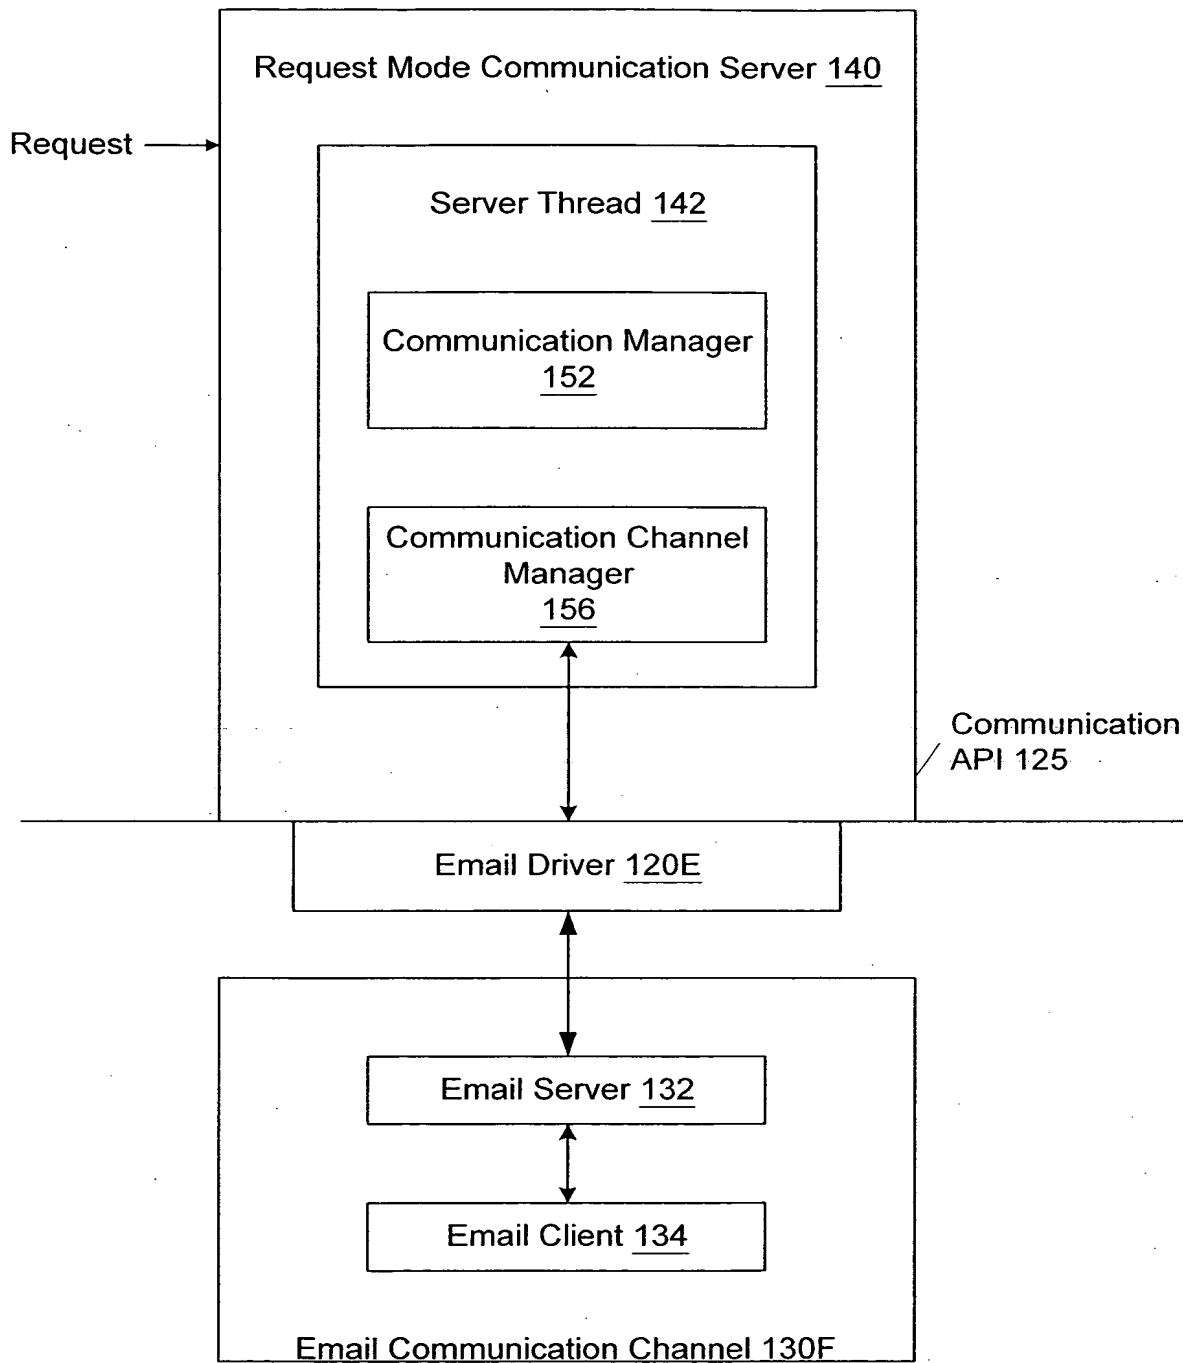 Request Mode Communication Server 140
Request
Server Thread 142
Communication Manager
152
Communication Channel
Manager
156
Communication
API 125
Email Driver 120E
Email Server 132
Email Client 134
Email Communication Channel 130F